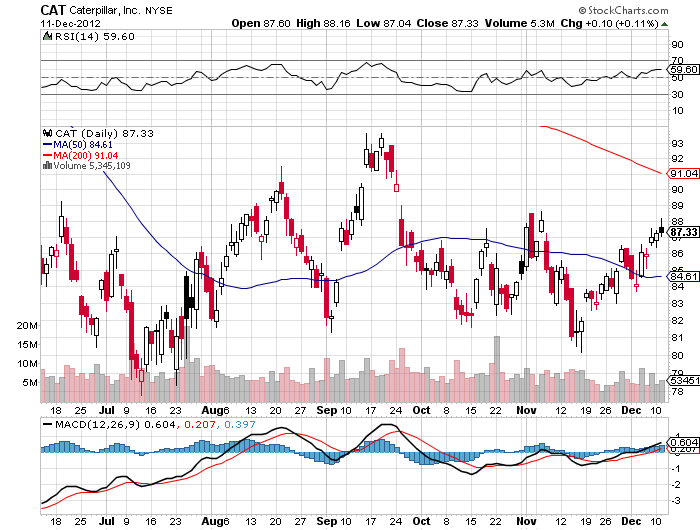 CAT Caterpillar, Inc. NYSE © StockCharts.com
11-Dec-2012 Open 87.60 High 88.16 Low 87.04 Close 87.33 Volume 5.3M Chg +0.10 (+0.11%)
RSI(14) 59.60
90
70
59.60
50
30
10
CAT (Daily) 87.33
MA(50) 84.61
MA(200) 91.04
Volume 5,345,109
93
92
91.04
90
89
88
87.33
86
85
84.61
83
82
81
80
79
78
20M
15M
10M
5M
53451
18 25 Jul 9 16 23 Aug 6 13 20 27 Sep 10 17 24 Oct 8 15 22 Nov 12 19 26 Dec 10
MACD(12,26,9) 0.604, 0.207, 0.397
1
0.604
0.207
-1
-2
-3
18 25 Jul 9 16 23 Aug 6 13 20 27 Sep 10 17 24 Oct 8 15 22 Nov 12 19 26 Dec 10